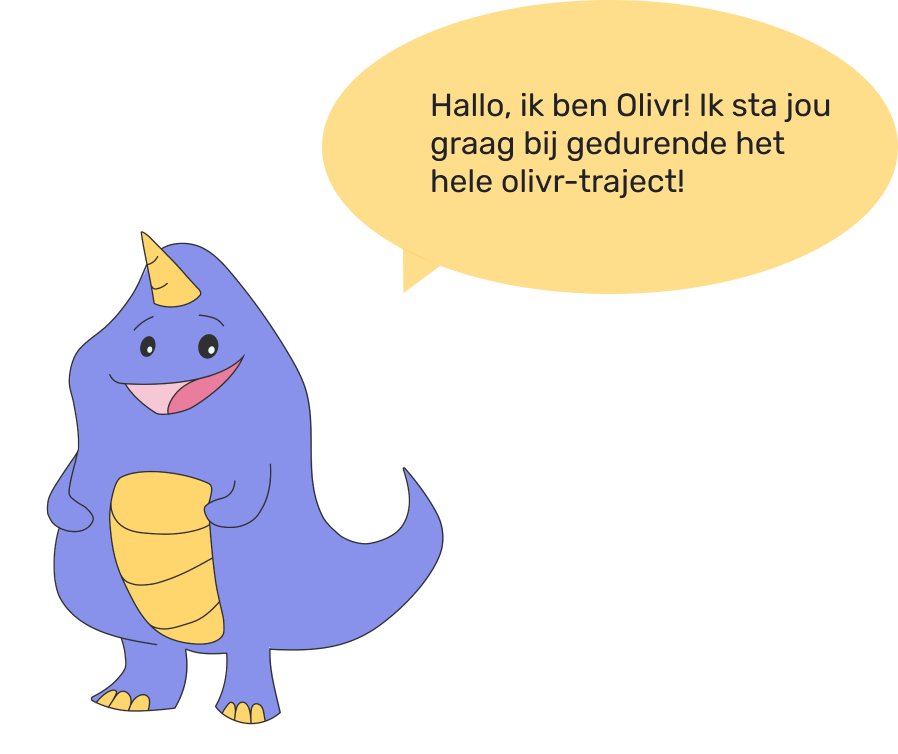 Hallo, ik ben Olivr! Ik sta jou
graag bij gedurende het
hele olivr-traject!